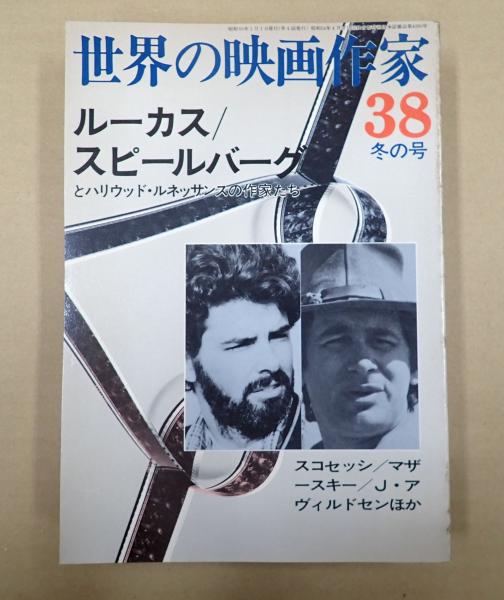 世界の映画作家
38
冬の号
ルーカス/
スピールバーグ
とハリウッド・ルネッサンスの作家たち
スコセッシ/マザ
ースキー/J・ア
ヴィルドセンほか